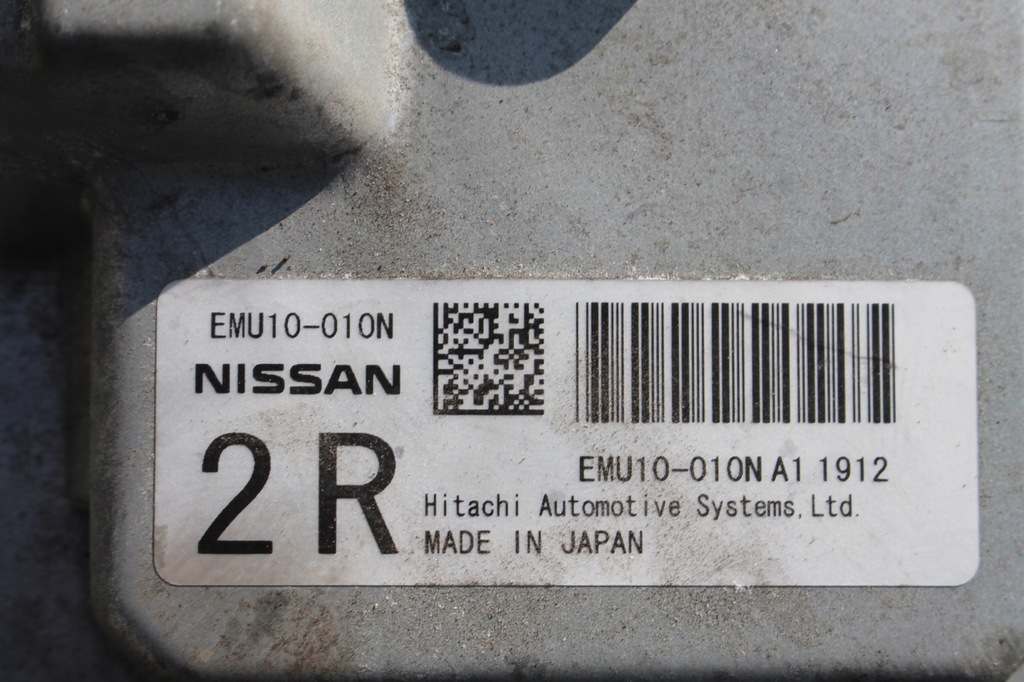 EMU10-010N
NISSAN
2R
EMU10-010N A1 1912
Hitachi Automotive Systems, Ltd.
MADE IN JAPAN